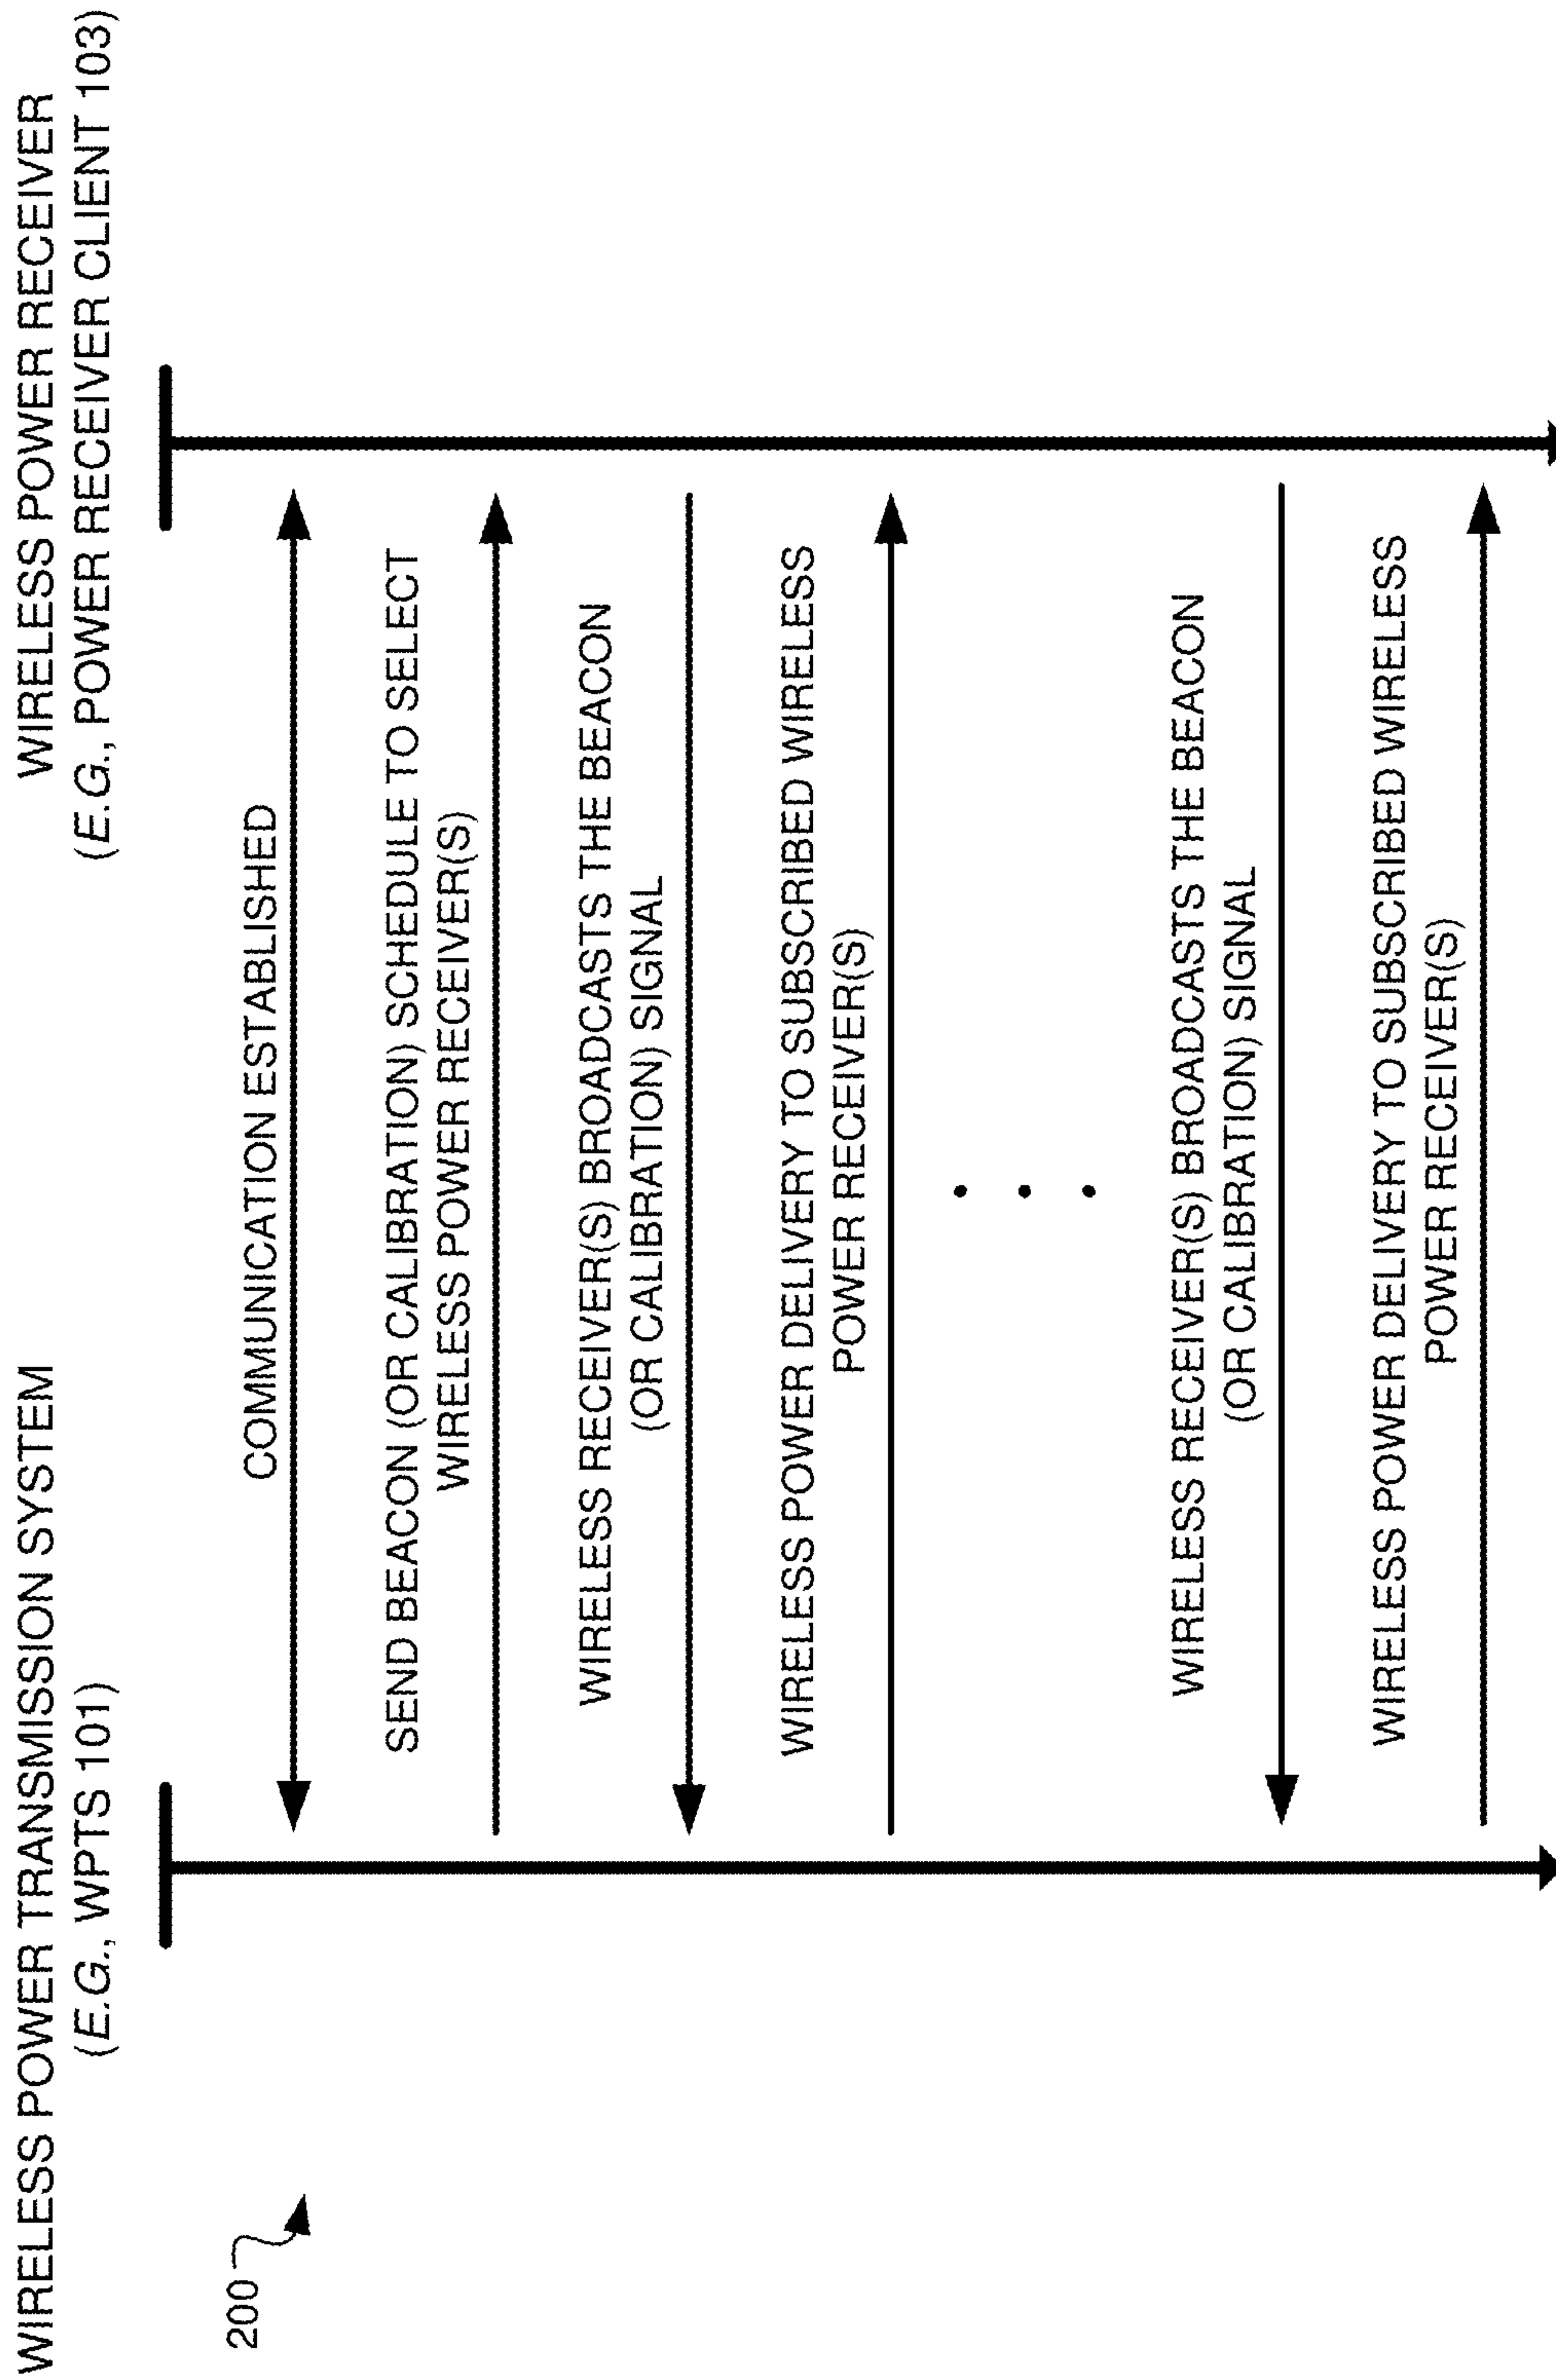 WIRELESS POWER TRANSMISSION SYSTEM
(E.G., WPTS 101)
WIRELESS POWER RECEIVER
(E.G., POWER RECEIVER CLIENT 103)
200
COMMUNICATION ESTABLISHED
SEND BEACON (OR CALIBRATION) SCHEDULE TO SELECT
WIRELESS POWER RECEIVER(S)
WIRELESS RECEIVER(S) BROADCASTS THE BEACON
(OR CALIBRATION) SIGNAL
WIRELESS POWER DELIVERY TO SUBSCRIBED WIRELESS
POWER RECEIVER(S)
WIRELESS RECEIVER(S) BROADCASTS THE BEACON
(OR CALIBRATION) SIGNAL
WIRELESS POWER DELIVERY TO SUBSCRIBED WIRELESS
POWER RECEIVER(S)